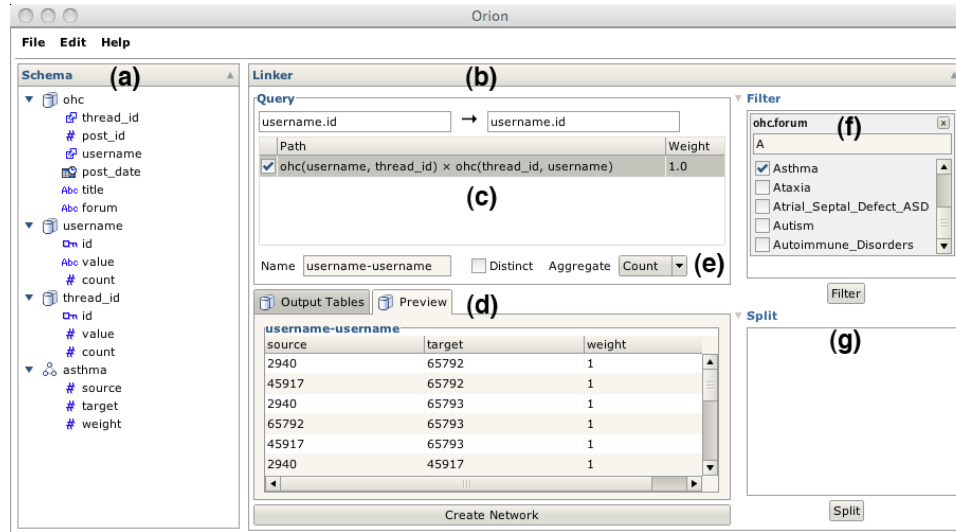 Orion
File Edit Help
Schema (a)
ohc
thread_id
# post_id
username
post_date
Abc title
Abc forum
username
id
Abc value
# count
thread_id
id
# value
# count
asthma
# source
# target
# weight
Linker (b)
Query
username.id → username.id
Path Weight
ohc(username, thread_id) × ohc(thread_id, username) 1.0
(c)
Name username-username Distinct Aggregate Count (e)
Output Tables Preview (d)
username-username
source target weight
2940 65792 1
45917 65792 1
2940 65793 1
65792 65793 1
45917 65793 1
2940 45917 1
Create Network
Filter
ohc.forum (f) x
A
Asthma
Ataxia
Atrial_Septal_Defect_ASD
Autism
Autoimmune_Disorders
Filter
Split
(g)
Split